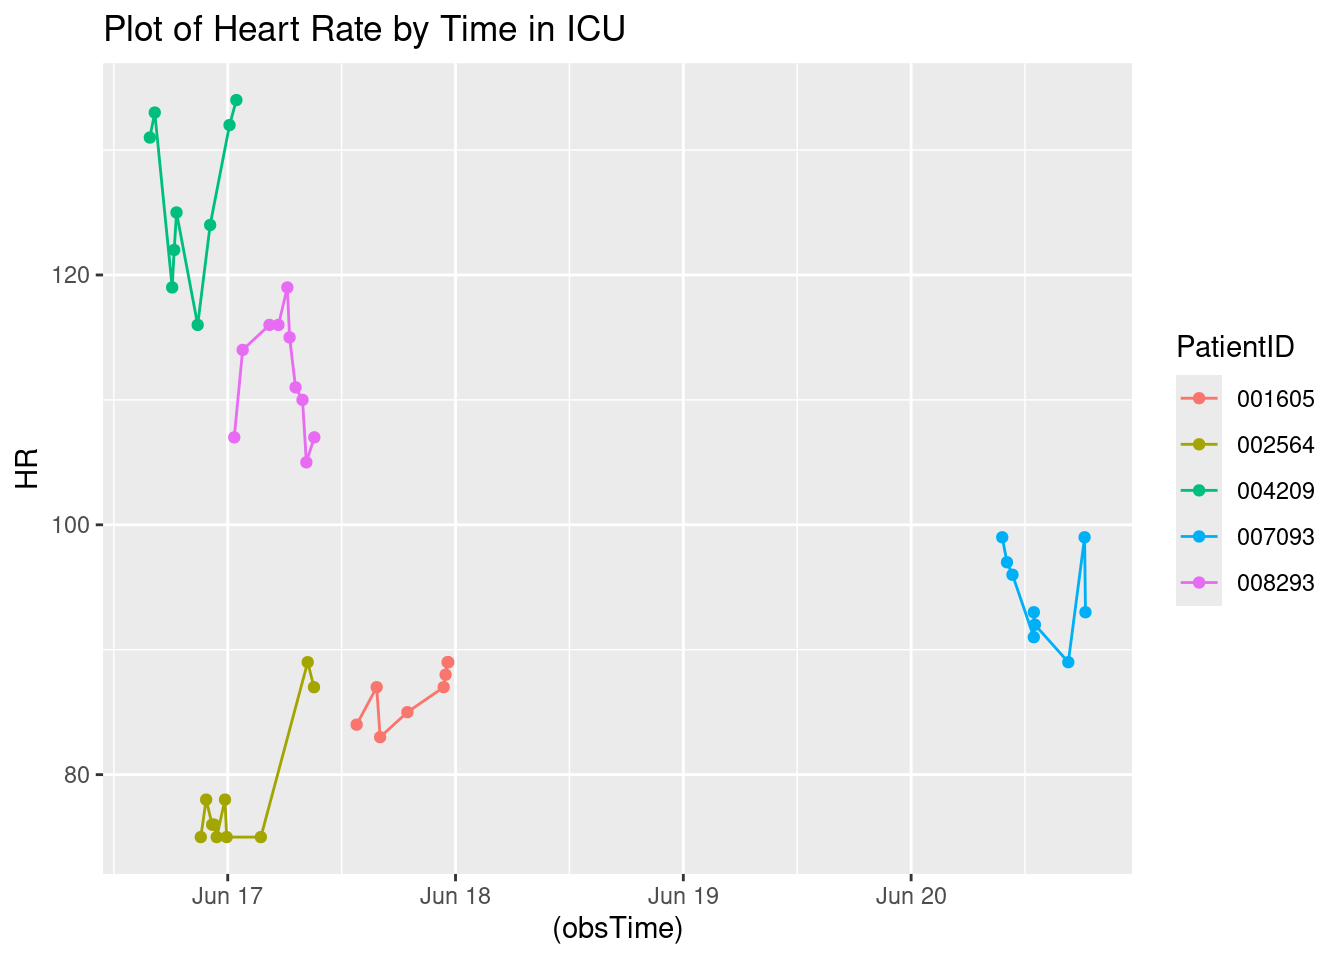 Plot of Heart Rate by Time in ICU
120
100
80
HR
Jun 17
Jun 18
Jun 19
Jun 20
(obsTime)
PatientID
001605
002564
004209
007093
008293